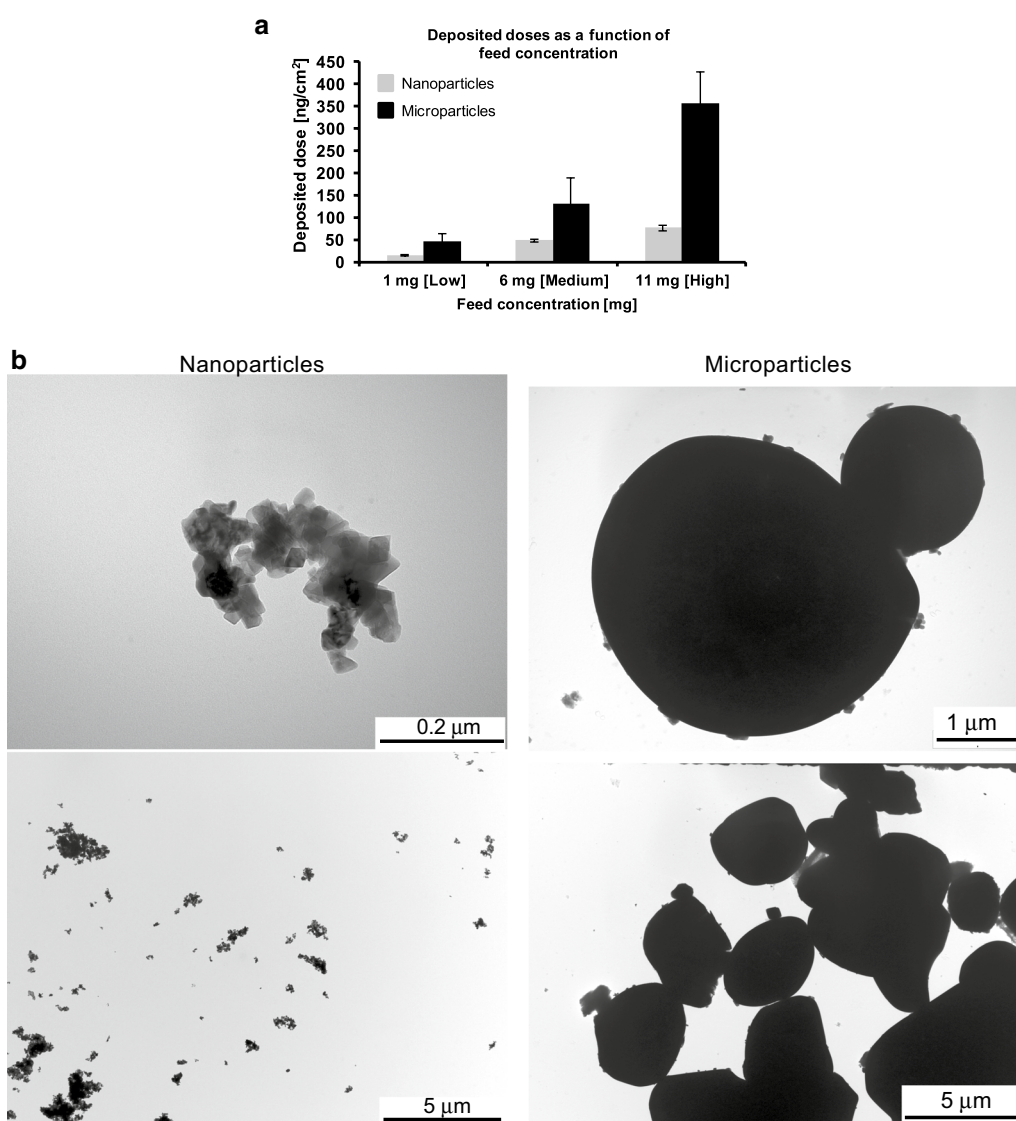 a
Deposited doses as a function of
feed concentration
Deposited dose [ng/cm²]
450
400
350
300
250
200
150
100
50
0
Nanoparticles
Microparticles
1 mg [Low]
6 mg [Medium]
11 mg [High]
Feed concentration [mg]
b
Nanoparticles
Microparticles
0.2 μm
1 μm
5 μm
5 μm